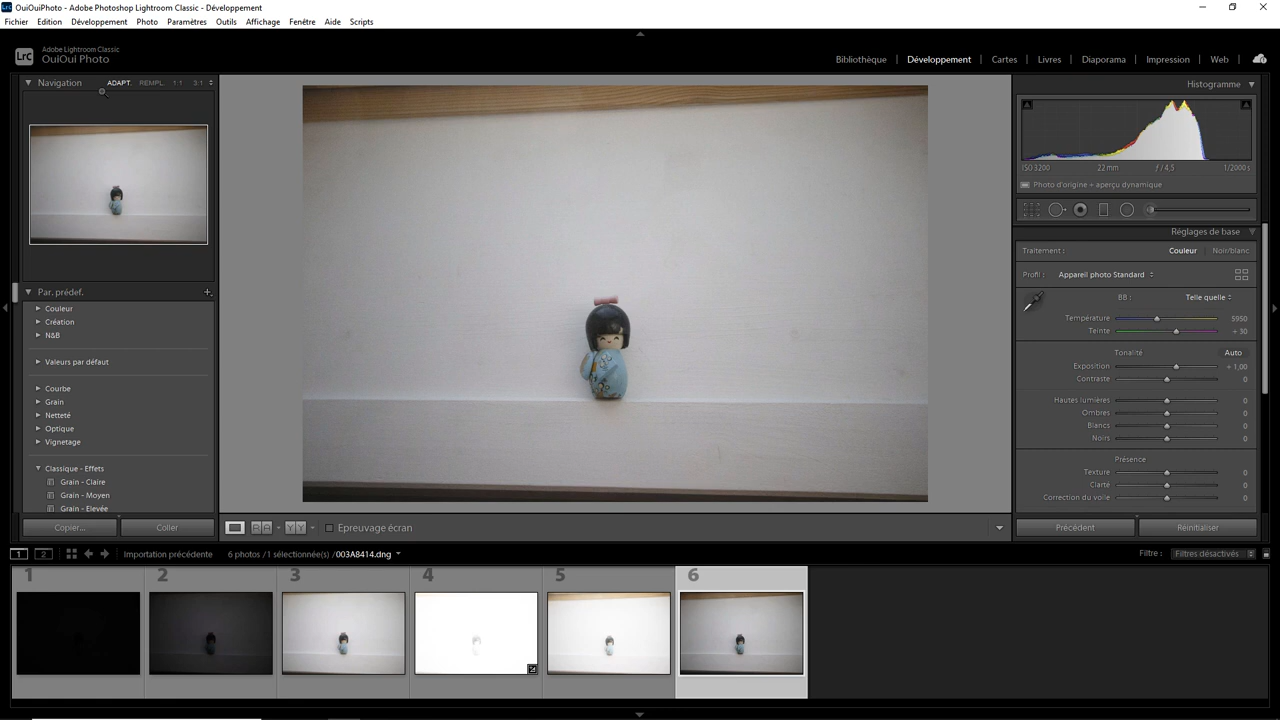 OuiOuiPhoto - Adobe Photoshop Lightroom Classic - Développement
Fichier Edition Développement Photo Paramètres Outils Affichage Fenêtre Aide Scripts
Lrc
Adobe Lightroom Classic
OuiOui Photo
Bibliothèque Développement Cartes Livres Diaporama Impression Web
Navigation ADAPT. REMPL. 1:1 3:1
Histogramme
ISO 3200 22 mm ƒ / 4,5 1/2000 s
Photo d'origine + aperçu dynamique
Réglages de base
Traitement : Couleur Noir/blanc
Profil : Appareil photo Standard
BB : Telle quelle
Température 5950
Teinte + 30
Tonalité Auto
Exposition + 1,00
Contraste 0
Hautes lumières 0
Ombres 0
Blancs 0
Noirs 0
Présence
Texture 0
Clarté 0
Correction du voile 0
Par. prédef.
Couleur
Création
N&B
Valeurs par défaut
Courbe
Grain
Netteté
Optique
Vignetage
Classique - Effets
Grain - Claire
Grain - Moyen
Grain - Elevée
Copier... Coller
R A Y Y Epreuvage écran
Précédent Réinitialiser
1 2 Importation précédente 6 photos / 1 sélectionnée(s) / 003A8414.dng
Filtre : Filtres désactivés
1 2 3 4 5 6